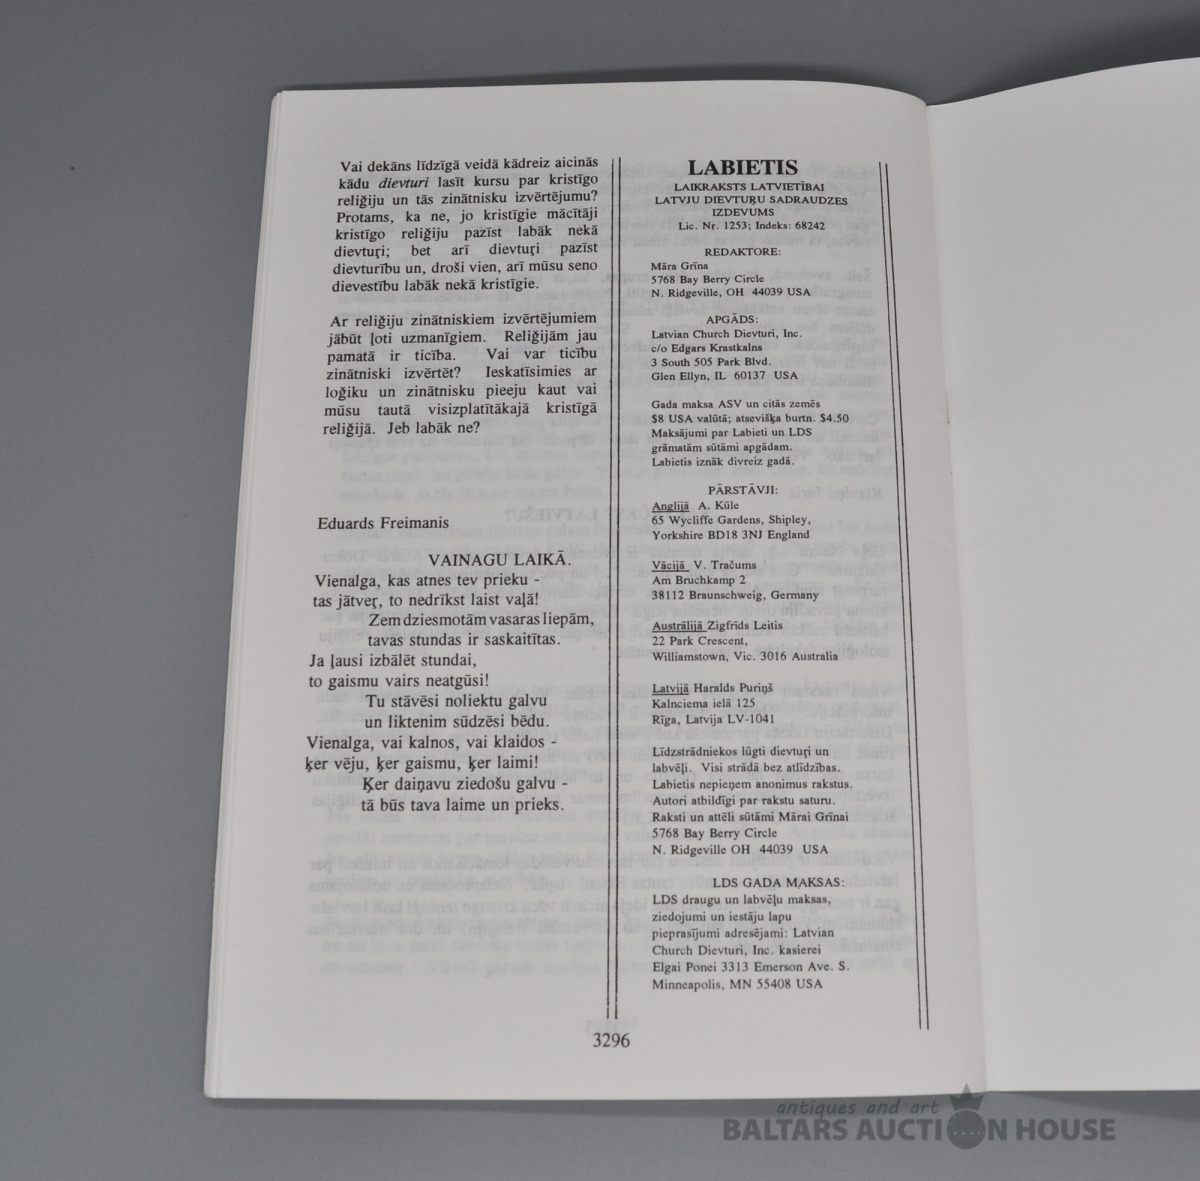 Vai dekāns līdzīgā veidā kādreiz aicinās
kādu dievturi lasīt kursu par kristīgo
reliģiju un tās zinātnisku izvērtējumu?
Protams, ka ne, jo kristīgie mācītāji
kristīgo reliģiju pazīst labāk nekā
dievtuŗi; bet arī dievtuŗi pazīst
dievturību un, droši vien, arī mūsu seno
dievestību labāk nekā kristīgie.
Ar reliģiju zinātniskiem izvērtējumiem
jābūt ļoti uzmanīgiem. Reliģijām jau
pamatā ir ticība. Vai var ticību
zinātniski izvērtēt? Ieskatīsimies ar
loģiku un zinātnisku pieeju kaut vai
mūsu tautā visizplatītākajā kristīgā
reliģijā. Jeb labāk ne?
Eduards Freimanis
VAINAGU LAIKĀ.
Vienalga, kas atnes tev prieku -
tas jātveŗ, to nedrīkst laist vaļā!
Zem dziesmotām vasaras liepām,
tavas stundas ir saskaitītas.
Ja ļausi izbālēt stundai,
to gaismu vairs neatgūsi!
Tu stāvēsi noliektu galvu
un liktenim sūdzēsi bēdu.
Vienalga, vai kalnos, vai klaidos -
ķer vēju, ķer gaismu, ķer laimi!
Ķer daiņavu ziedošu galvu -
tā būs tava laime un prieks.
LABIETIS
LAIKRAKSTS LATVIETĪBAI
LATVJU DIEVTUŖU SADRAUDZES
IZDEVUMS
Lic. Nr. 1253; Indeks: 68242
REDAKTORE:
Māra Grīna
5768 Bay Berry Circle
N. Ridgeville, OH 44039 USA
APGĀDS:
Latvian Church Dievturi, Inc.
c/o Edgars Krastkalns
3 South 505 Park Blvd.
Glen Ellyn, IL 60137 USA
Gada maksa ASV un citās zemēs
$8 USA valūtā; atsevišķa burtn. $4.50
Maksājumi par Labieti un LDS
grāmatām sūtāmi apgādam.
Labietis iznāk divreiz gadā.
PĀRSTĀVJI:
Anglijā A. Kūle
65 Wycliffe Gardens, Shipley,
Yorkshire BD18 3NJ England
Vācijā V. Tračums
Am Bruchkamp 2
38112 Braunschweig, Germany
Austrālijā Zigfrīds Leitis
22 Park Crescent,
Williamstown, Vic. 3016 Australia
Latvijā Haralds Puriņš
Kalnciema ielā 125
Rīga, Latvija LV-1041
Līdzstrādniekos lūgti dievtuŗi un
labvēļi. Visi strādā bez atlīdzības.
Labietis nepieņem anonimus rakstus.
Autori atbildīgi par rakstu saturu.
Raksti un attēli sūtāmi Mārai Grīnai
5768 Bay Berry Circle
N. Ridgeville OH 44039 USA
LDS GADA MAKSAS:
LDS draugu un labvēļu maksas,
ziedojumi un iestāju lapu
pieprasījumi adresējami: Latvian
Church Dievturi, Inc. kasierei
Elgai Ponei 3313 Emerson Ave. S.
Minneapolis, MN 55408 USA
3296
antiques and art
BALTARS AUCTION HOUSE